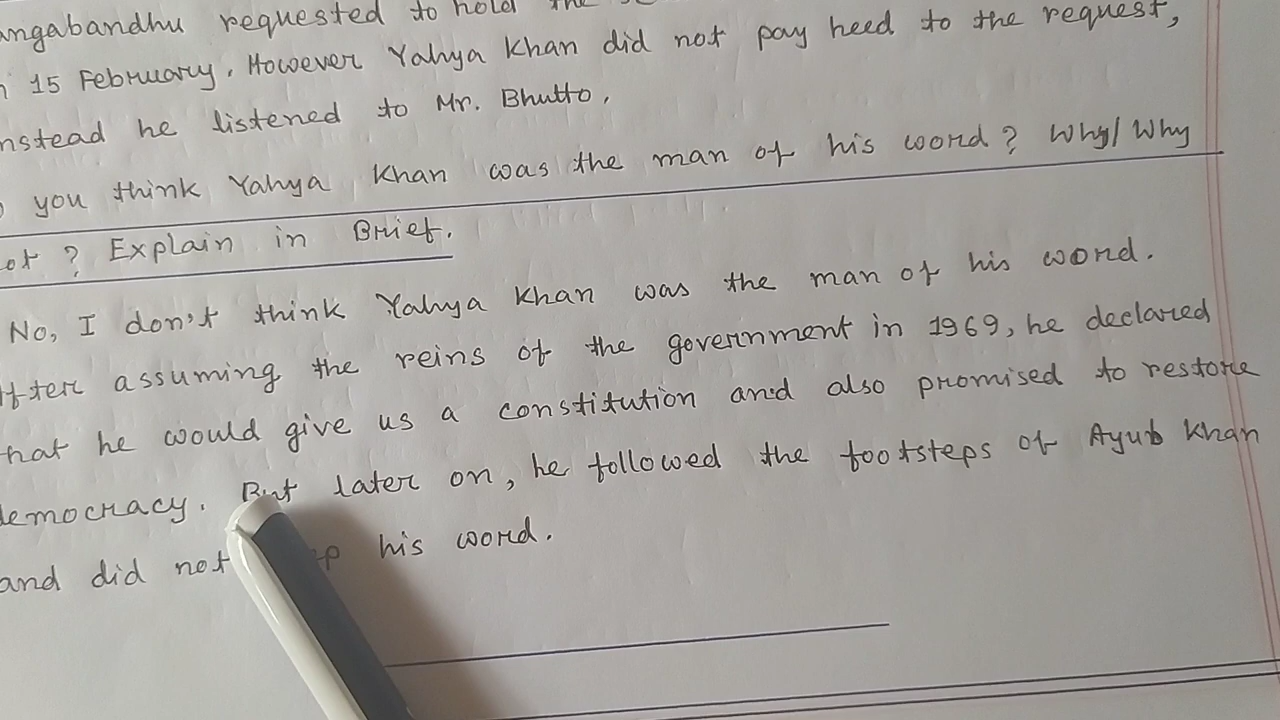 angabandhu requested to hold the
15 February. However Yahya Khan did not pay heed to the request,
nstead he listened to Mr. Bhutto.
you think Yahya Khan was the man of his word? Why/Why
ot? Explain in Brief.
No, I don't think Yahya Khan was the man of his word.
fter assuming the reins of the government in 1969, he declared
hat he would give us a constitution and also promised to restore
democracy. But later on, he followed the footsteps of Ayub Khan
and did not his word.